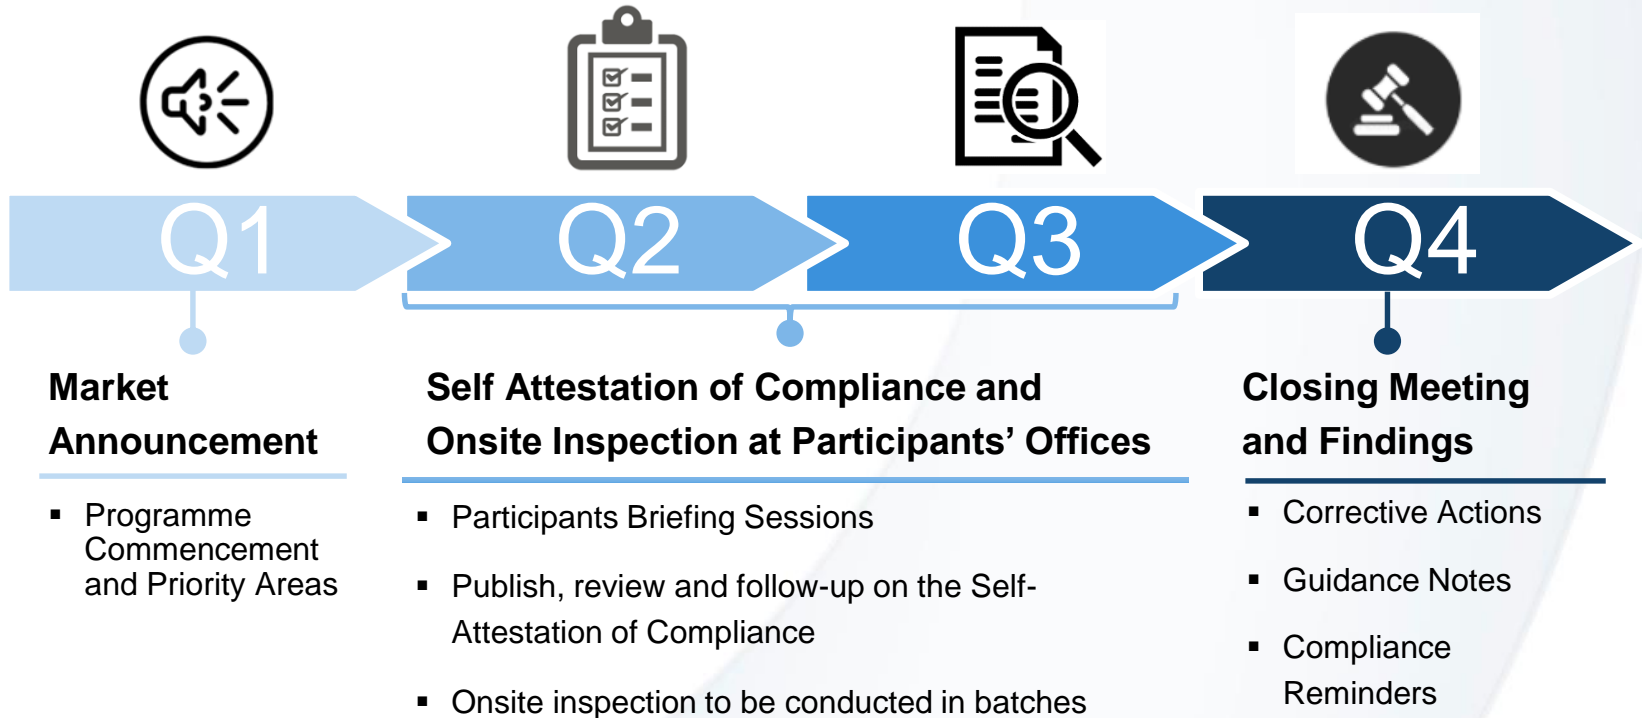 Q1
Q2
Q3
Q4
Market
Announcement
▪ Programme
Commencement
and Priority Areas
Self Attestation of Compliance and
Onsite Inspection at Participants’ Offices
▪ Participants Briefing Sessions
▪ Publish, review and follow-up on the Self-
Attestation of Compliance
▪ Onsite inspection to be conducted in batches
Closing Meeting
and Findings
▪ Corrective Actions
▪ Guidance Notes
▪ Compliance
Reminders